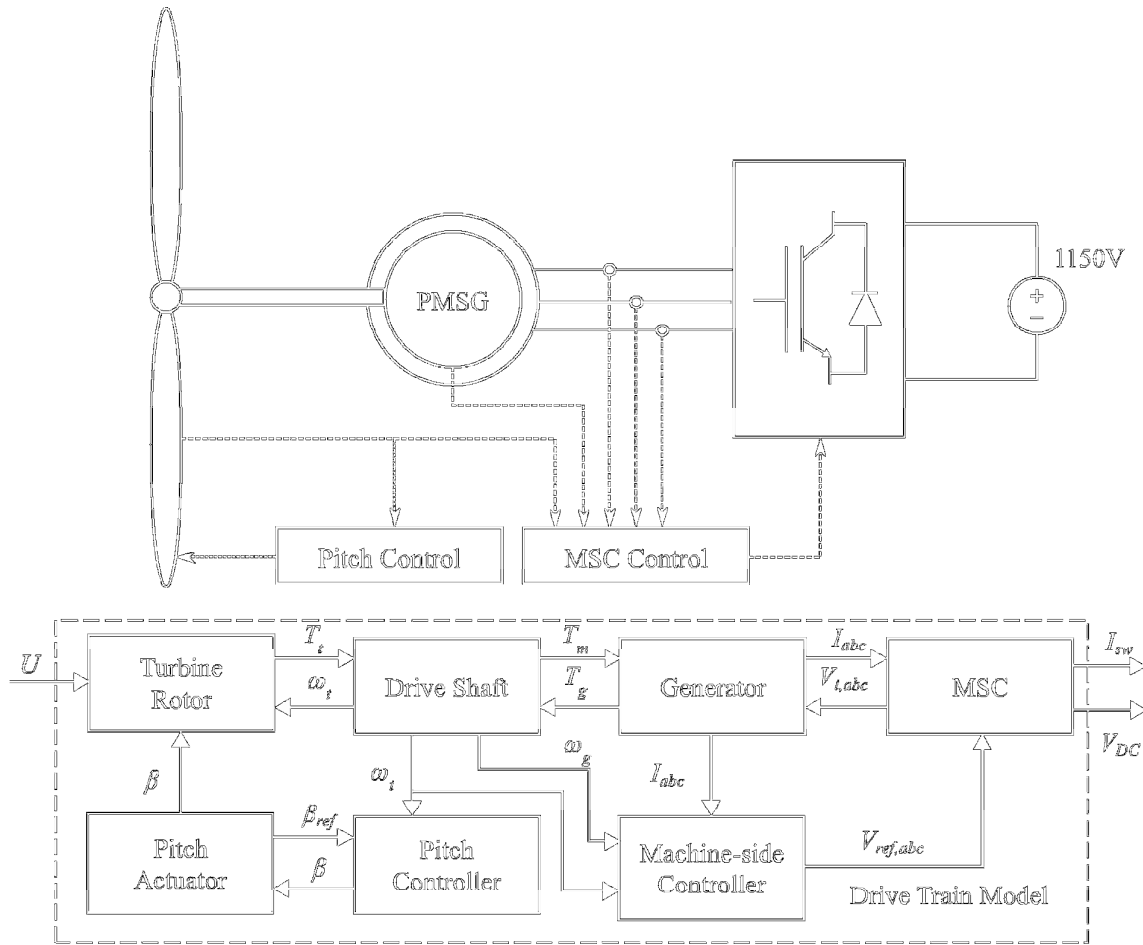 1150V
PMSG
+
−
Pitch Control
MSC Control
U
Turbine
Rotor
T_t
ω_t
Drive Shaft
T_m
T_g
Generator
I_abc
V_t,abc
MSC
I_sw
V_DC
β
ω_t
ω_g
I_abc
Pitch
Actuator
β_ref
β
Pitch
Controller
Machine-side
Controller
V_ref,abc
Drive Train Model